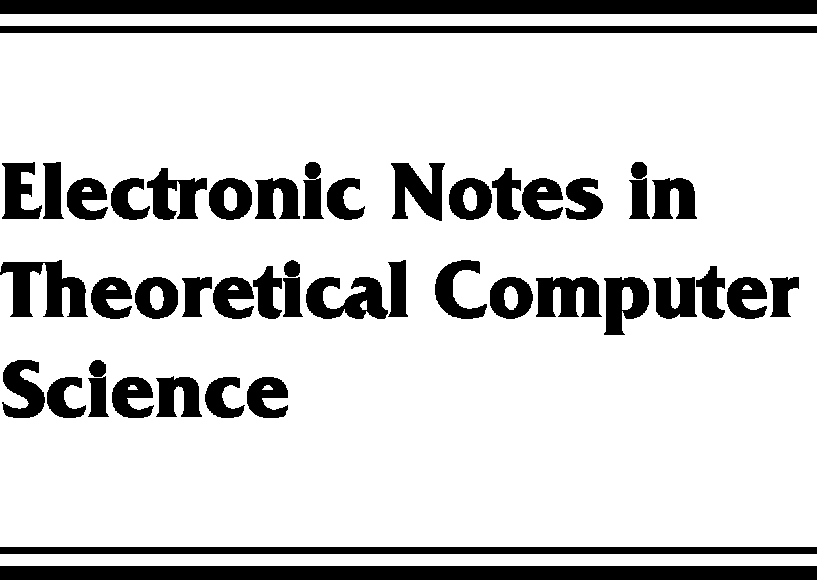 Electronic Notes in
Theoretical Computer
Science